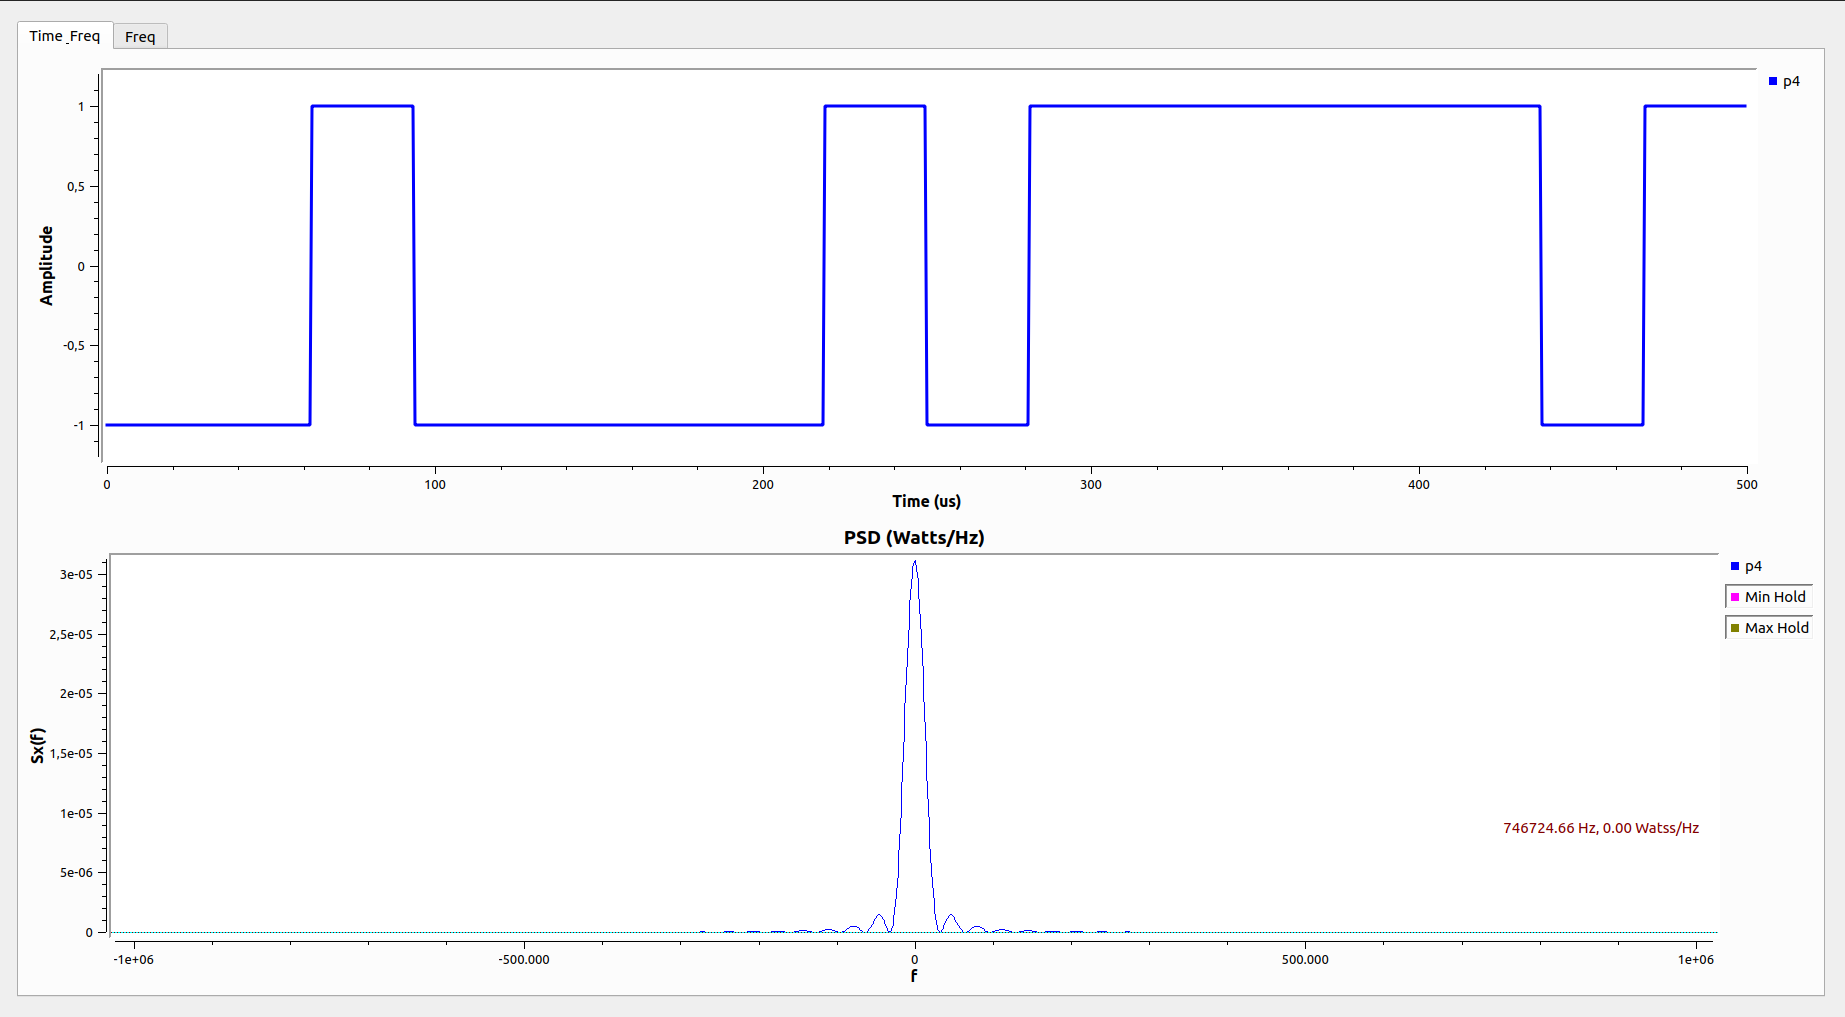 Time_Freq Freq
p4
1
0,5
0
-0,5
-1
Amplitude
0 100 200 300 400 500
Time (us)
PSD (Watts/Hz)
p4
Min Hold
Max Hold
3e-05
2,5e-05
2e-05
1,5e-05
1e-05
5e-06
0
Sx(f)
746724.66 Hz, 0.00 Watss/Hz
-1e+06 -500.000 0 500.000 1e+06
f